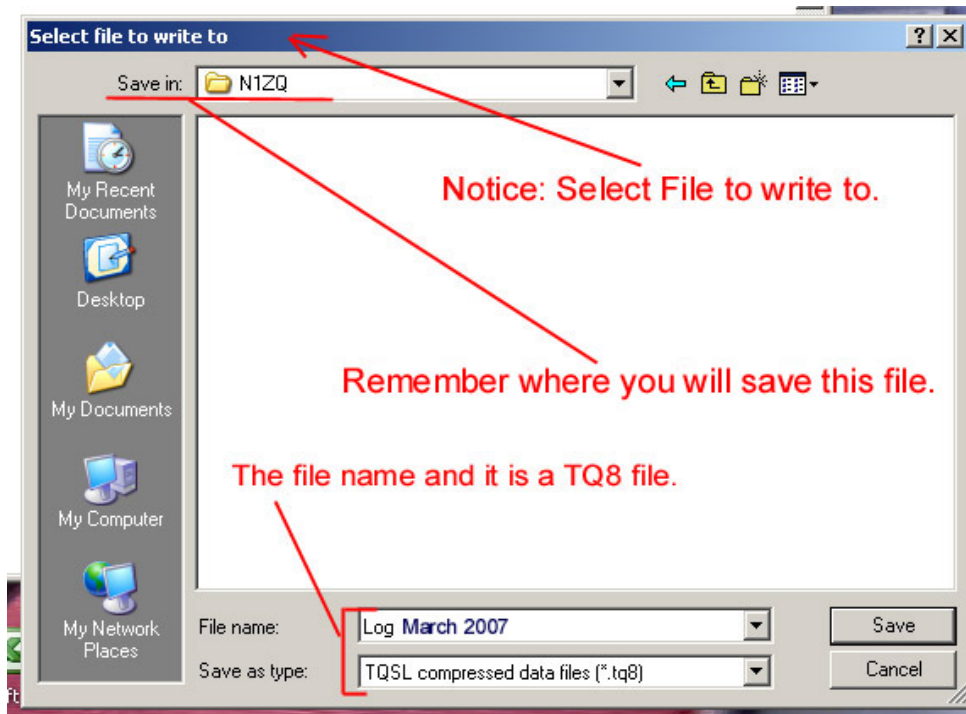 Select file to write to
Save in: N1ZQ
Notice: Select File to write to.
My Recent
Documents
Desktop
Remember where you will save this file.
My Documents
The file name and it is a TQ8 file.
My Computer
My Network
Places
File name: Log March 2007 Save
Save as type: TQSL compressed data files (*.tq8) Cancel
ft